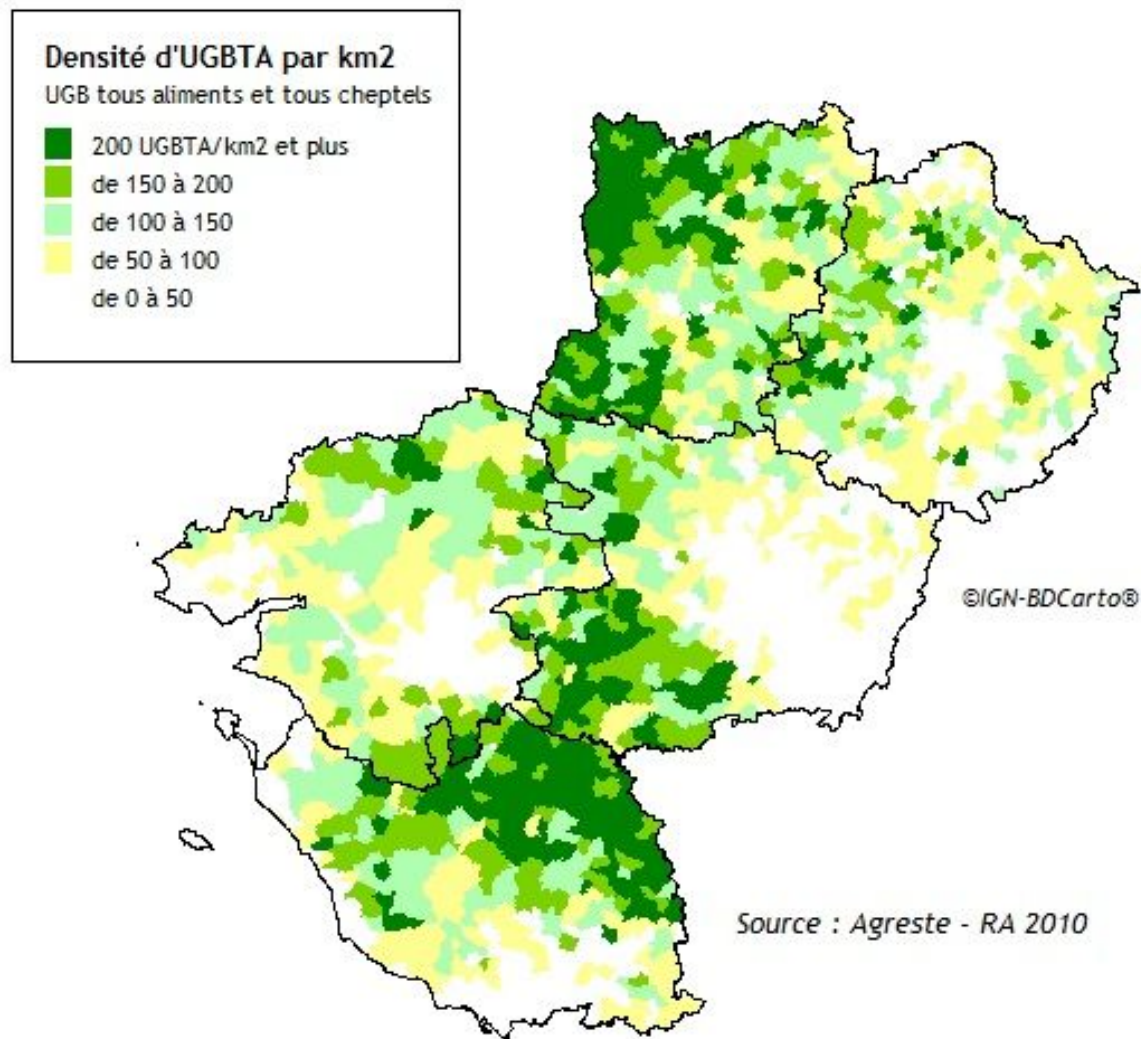 Densité d'UGBTA par km2
UGB tous aliments et tous cheptels
200 UGBTA/km2 et plus
de 150 à 200
de 100 à 150
de 50 à 100
de 0 à 50
©IGN-BDCarto®
Source : Agreste - RA 2010